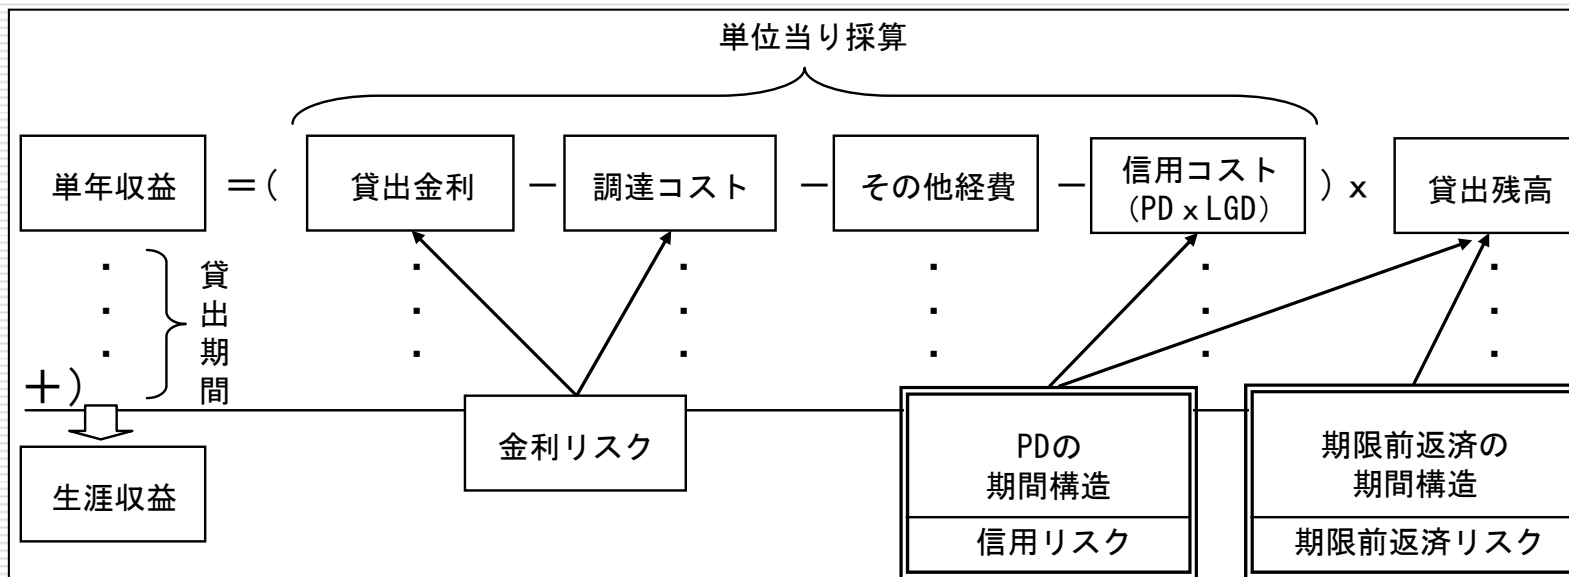 単位当り採算
単年収益 =( 貸出金利 － 調達コスト － その他経費 － 信用コスト (PD x LGD) ) x 貸出残高
貸出期間
+)
金利リスク
PDの
期間構造
信用リスク
期限前返済の
期間構造
期限前返済リスク
生涯収益